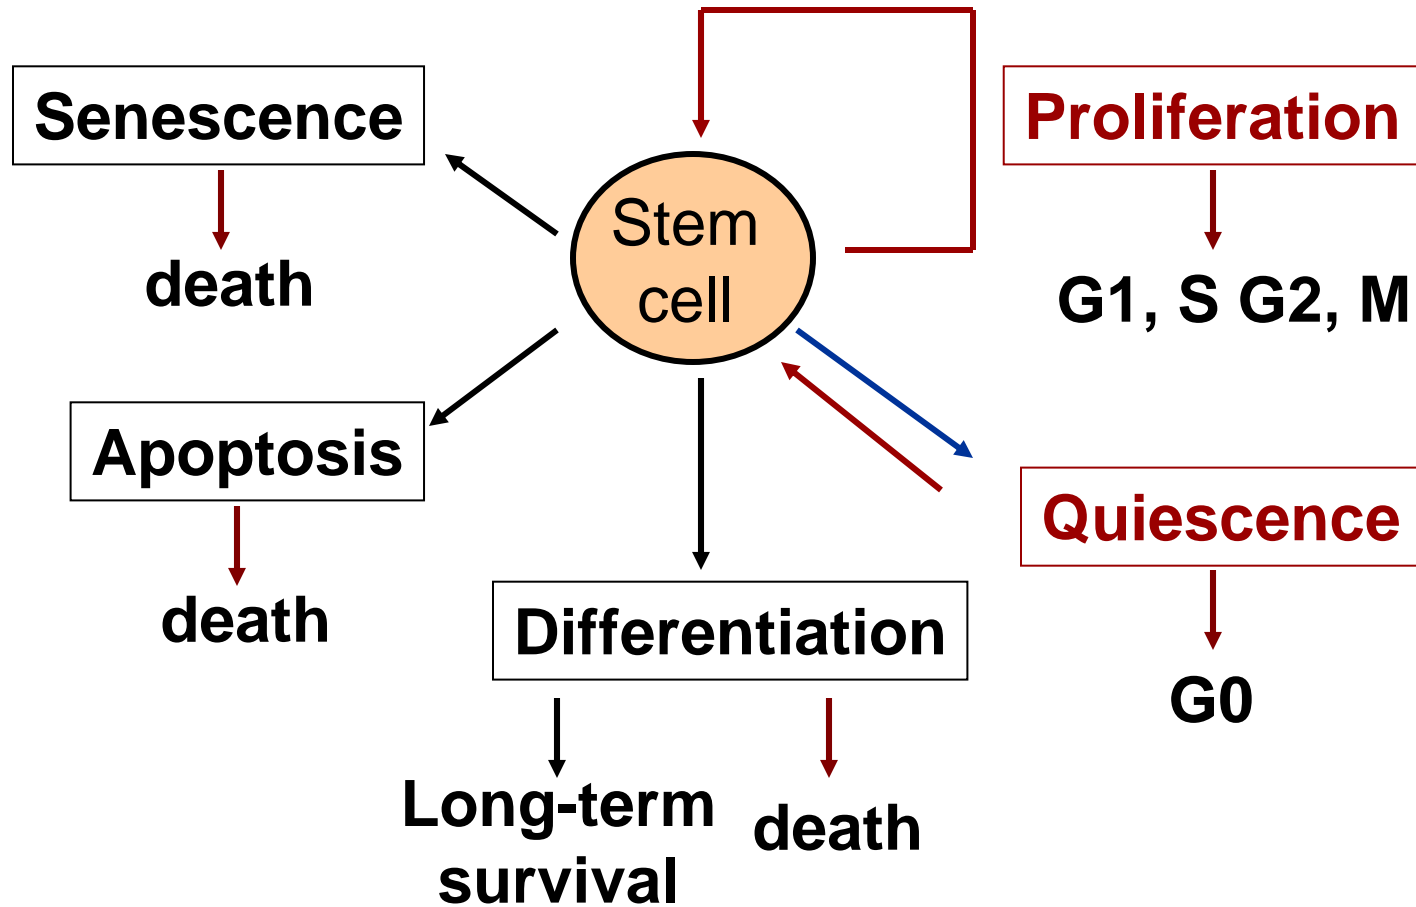 Senescence
death
Apoptosis
death
Stem
cell
Differentiation
Long-term
survival
death
Proliferation
G1, S G2, M
Quiescence
G0